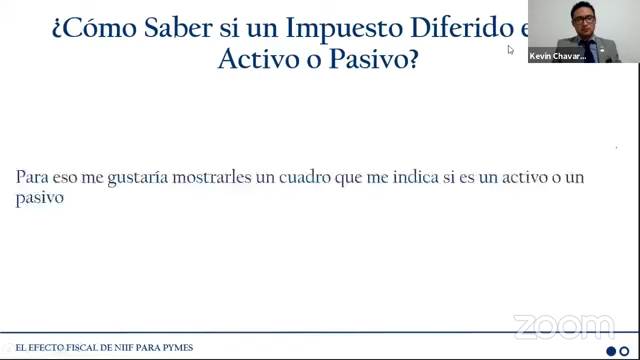 ¿Cómo Saber si un Impuesto Diferido
Activo o Pasivo?
Kevin Chavar...
Para eso me gustaría mostrarles un cuadro que me indica si es un activo o un
pasivo
zoom
EL EFECTO FISCAL DE NIIF PARA PYMES